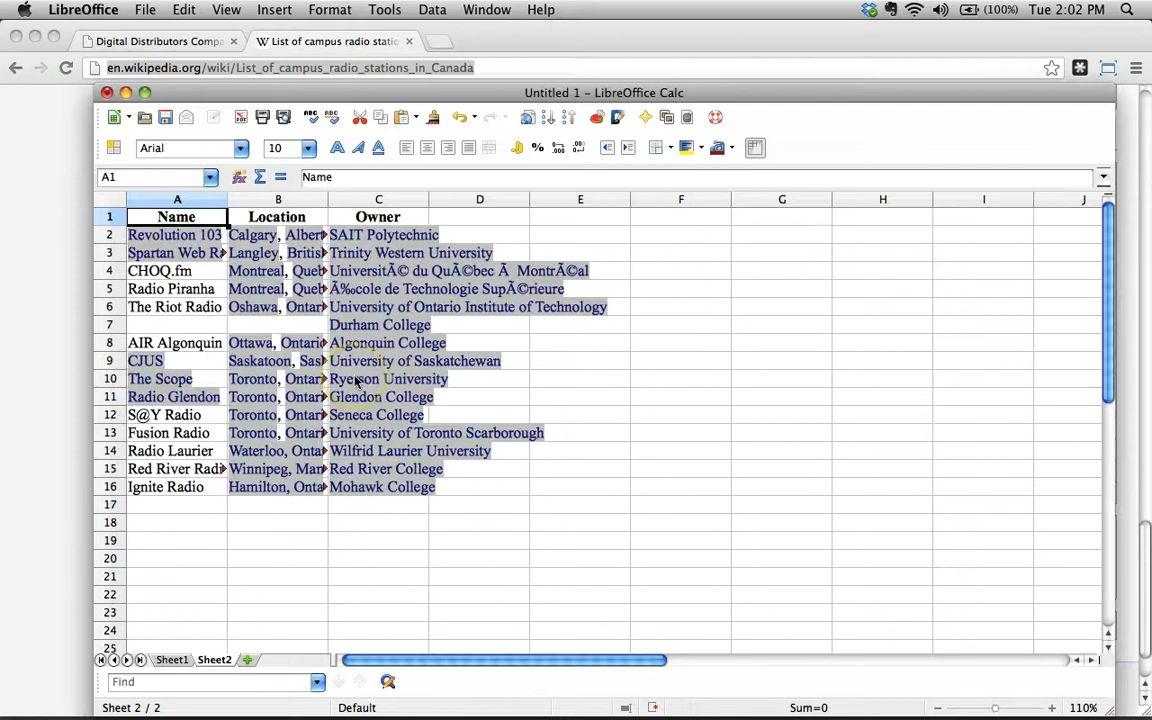 LibreOffice File Edit View Insert Format Tools Data Window Help (100%) Tue 2:02 PM
Digital Distributors Compa × W List of campus radio statio ×
en.wikipedia.org/wiki/List_of_campus_radio_stations_in_Canada
Untitled 1 – LibreOffice Calc
Arial 10
A1 Σ = Name
A B C D E F G H I J
1 Name Location Owner
2 Revolution 103 Calgary, Albert SAIT Polytechnic
3 Spartan Web Ra Langley, British Trinity Western University
4 CHOQ.fm Montreal, Queb UniversitÃ© du QuÃ©bec Ã  MontrÃ©al
5 Radio Piranha Montreal, Queb Ã‰cole de Technologie SupÃ©rieure
6 The Riot Radio Oshawa, Ontar University of Ontario Institute of Technology
7 Durham College
8 AIR Algonquin Ottawa, Ontario Algonquin College
9 CJUS Saskatoon, Sas University of Saskatchewan
10 The Scope Toronto, Ontar Ryerson University
11 Radio Glendon Toronto, Ontar Glendon College
12 S@Y Radio Toronto, Ontar Seneca College
13 Fusion Radio Toronto, Ontar University of Toronto Scarborough
14 Radio Laurier Waterloo, Onta Wilfrid Laurier University
15 Red River Radi Winnipeg, Man Red River College
16 Ignite Radio Hamilton, Onta Mohawk College
17
18
19
20
21
22
23
24
25
Sheet1 Sheet2
Find
Sheet 2 / 2 Default Sum=0 110%